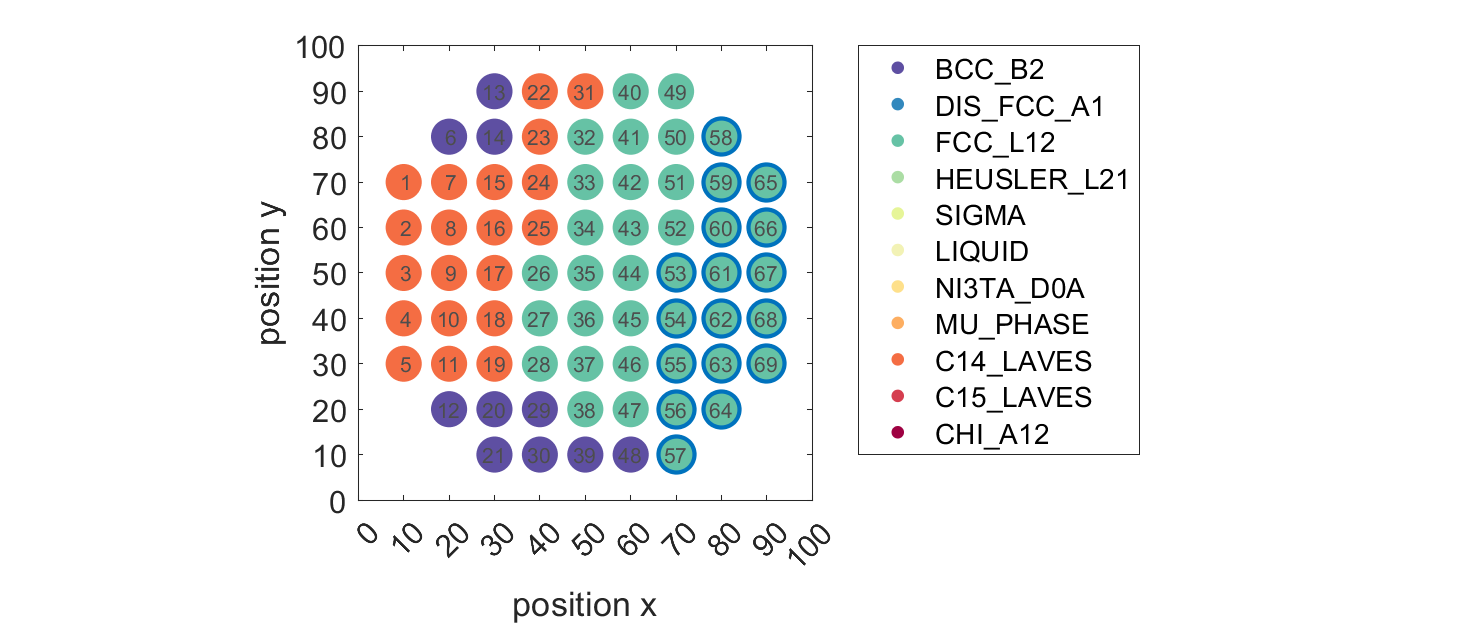 100
90
80
70
60
50
40
30
20
10
0
position y
13 22 31 40 49
6 14 23 32 41 50 58
1 7 15 24 33 42 51 59 65
2 8 16 25 34 43 52 60 66
3 9 17 26 35 44 53 61 67
4 10 18 27 36 45 54 62 68
5 11 19 28 37 46 55 63 69
12 20 29 38 47 56 64
21 30 39 48 57
0 10 20 30 40 50 60 70 80 90 100
position x
BCC_B2
DIS_FCC_A1
FCC_L12
HEUSLER_L21
SIGMA
LIQUID
NI3TA_D0A
MU_PHASE
C14_LAVES
C15_LAVES
CHI_A12